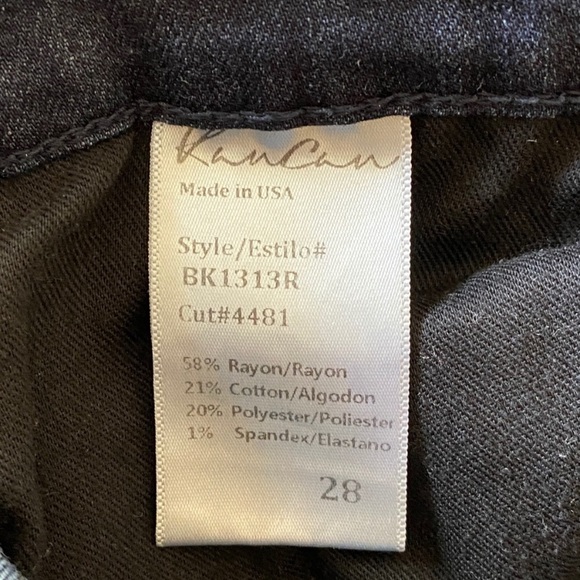 KanCan
Made in USA
Style/Estilo#
BK1313R
Cut#4481
58% Rayon/Rayon
21% Cotton/Algodon
20% Polyester/Poliester
1% Spandex/Elastano
28